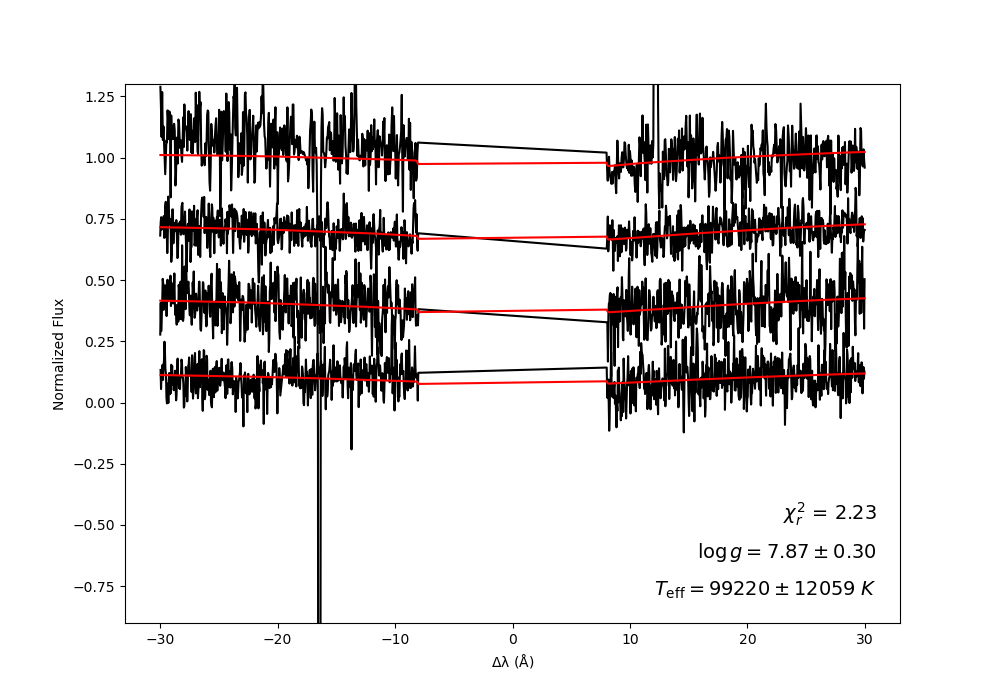 1.25
1.00
0.75
0.50
0.25
0.00
−0.25
−0.50
−0.75
Normalized Flux
χ²ᵣ = 2.23
log g = 7.87 ± 0.30
T_eff = 99220 ± 12059 K
−30 −20 −10 0 10 20 30
Δλ (Å)